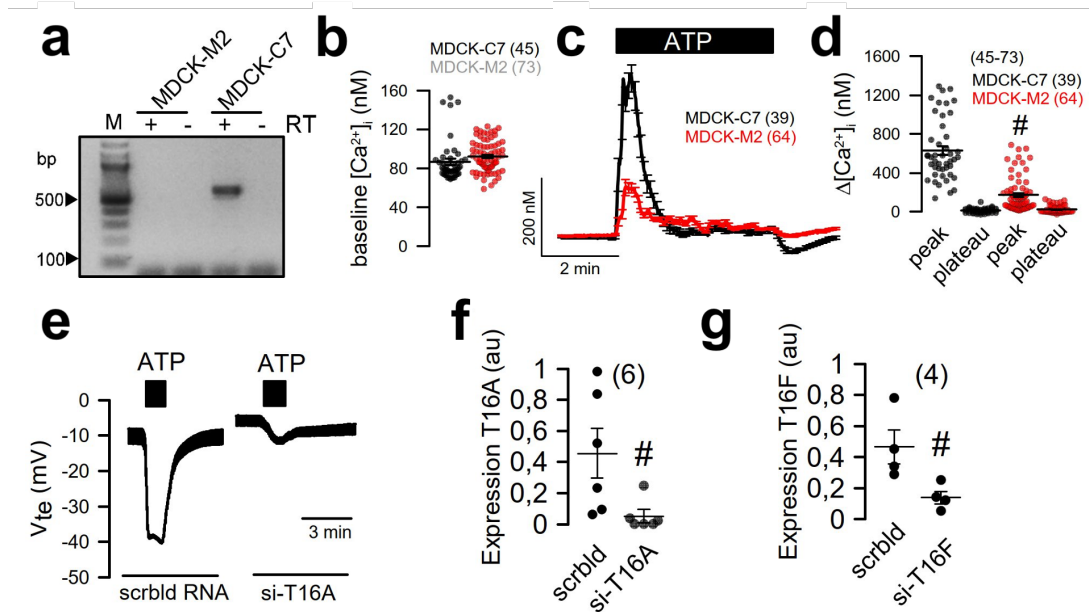 a
MDCK-M2
MDCK-C7
M + - + - RT
bp
500
100
b
MDCK-C7 (45)
MDCK-M2 (73)
baseline [Ca²⁺]i (nM)
160
120
80
40
0
c
ATP
MDCK-C7 (39)
MDCK-M2 (64)
200 nM
2 min
d
(45-73)
MDCK-C7 (39)
MDCK-M2 (64)
#
Δ[Ca²⁺]i (nM)
1600
1200
800
400
0
peak
plateau
peak
plateau
e
ATP
ATP
Vte (mV)
0
-10
-20
-30
-40
-50
3 min
scrbld RNA
si-T16A
f
Expression T16A (au)
1
0,8
0,6
0,4
0,2
0
(6)
#
scrbld
si-T16A
g
Expression T16F (au)
1
0,8
0,6
0,4
0,2
0
(4)
#
scrbld
si-T16F